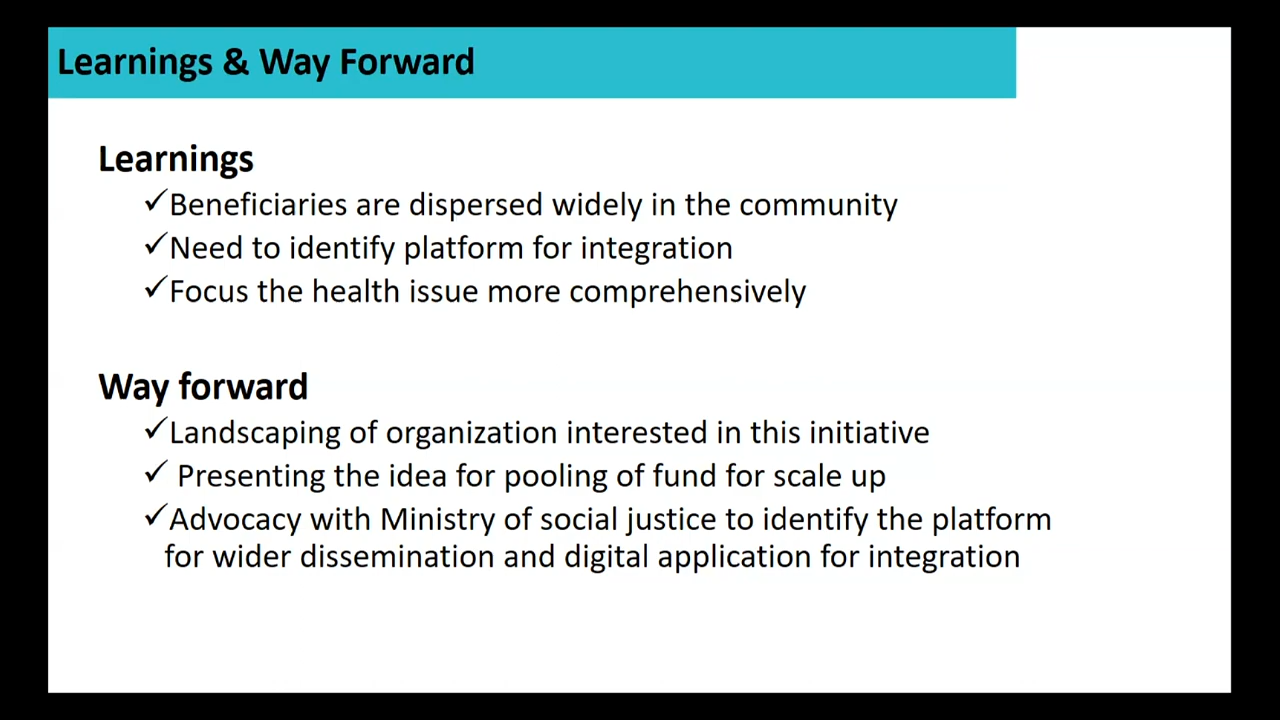 Learnings & Way Forward
Learnings
✓Beneficiaries are dispersed widely in the community
✓Need to identify platform for integration
✓Focus the health issue more comprehensively
Way forward
✓Landscaping of organization interested in this initiative
✓ Presenting the idea for pooling of fund for scale up
✓Advocacy with Ministry of social justice to identify the platform
for wider dissemination and digital application for integration